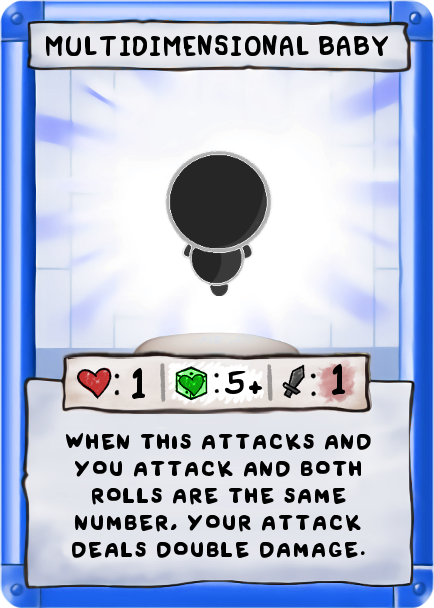 MULTIDIMENSIONAL BABY
: 1 | : 5+ | : 1
WHEN THIS ATTACKS AND
YOU ATTACK AND BOTH
ROLLS ARE THE SAME
NUMBER, YOUR ATTACK
DEALS DOUBLE DAMAGE.